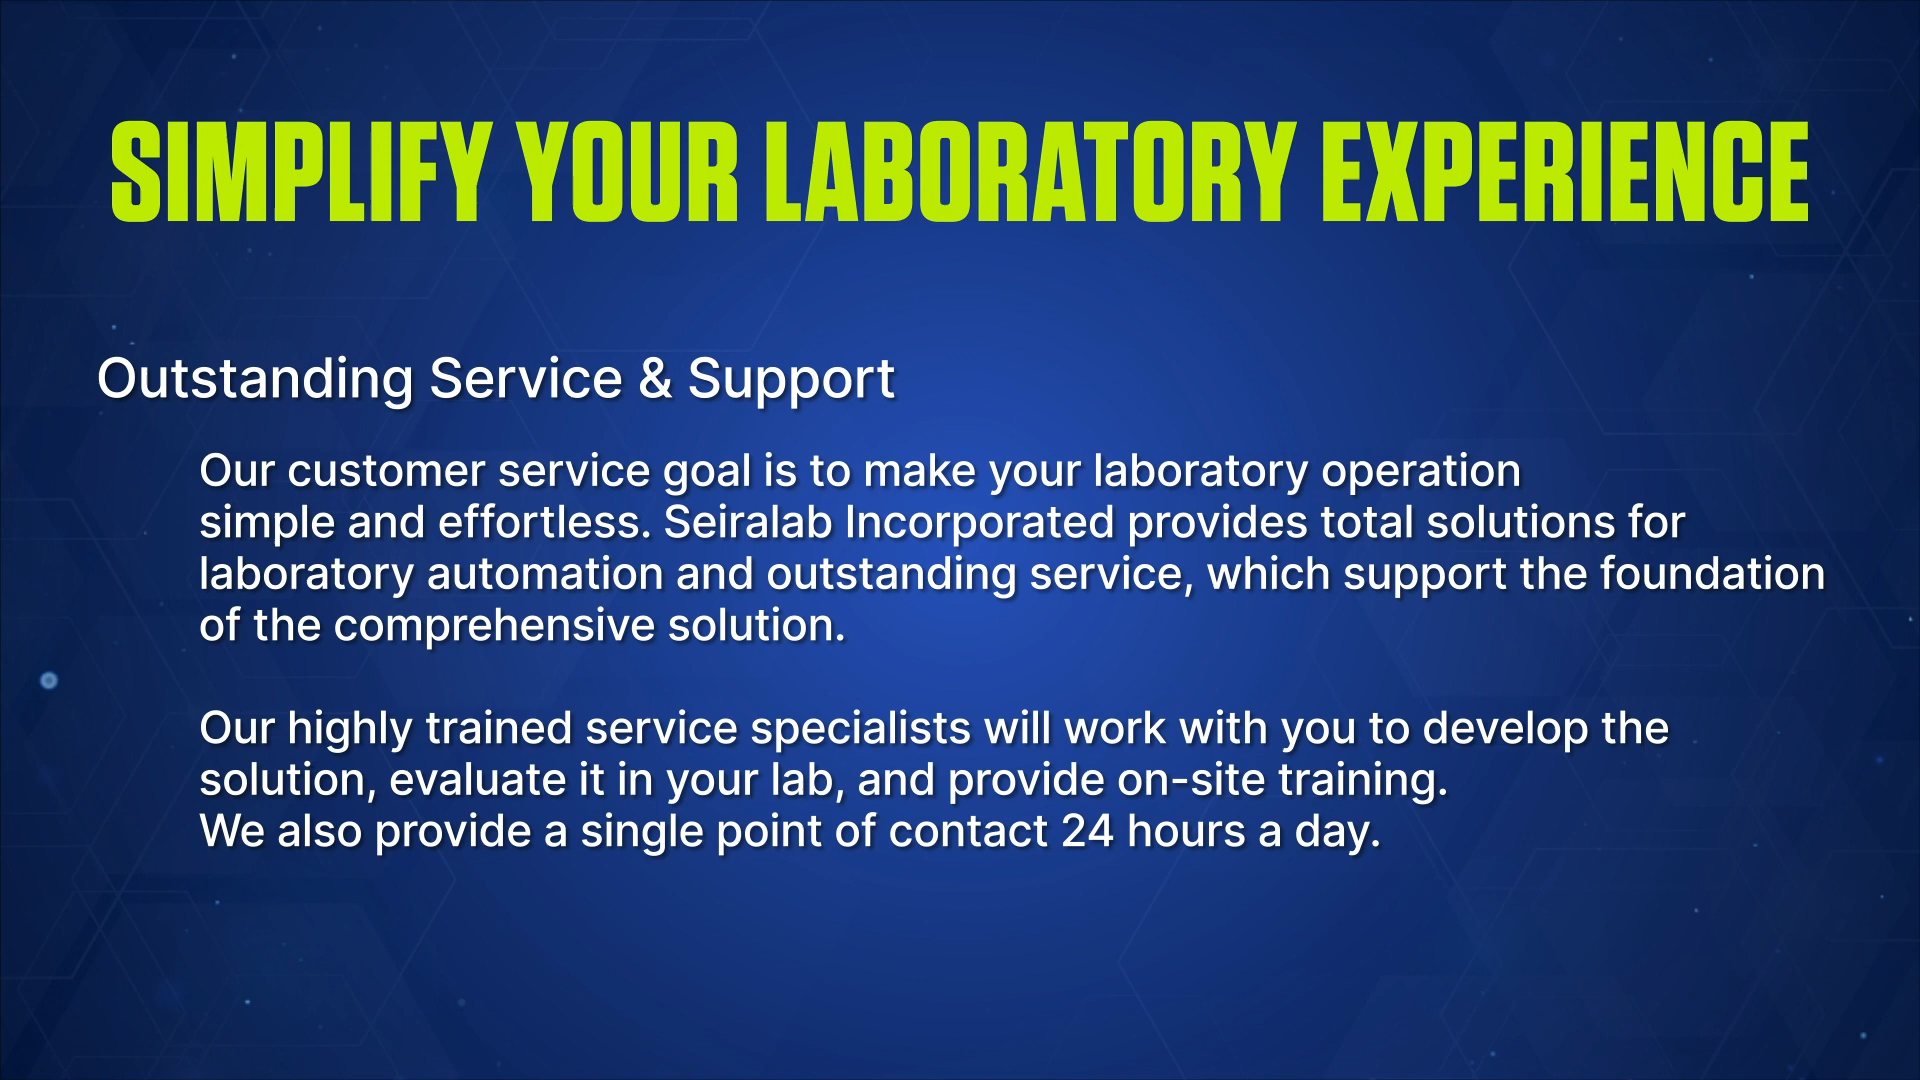 SIMPLIFY YOUR LABORATORY EXPERIENCE
Outstanding Service & Support
Our customer service goal is to make your laboratory operation
simple and effortless. Seiralab Incorporated provides total solutions for
laboratory automation and outstanding service, which support the foundation
of the comprehensive solution.
Our highly trained service specialists will work with you to develop the
solution, evaluate it in your lab, and provide on-site training.
We also provide a single point of contact 24 hours a day.